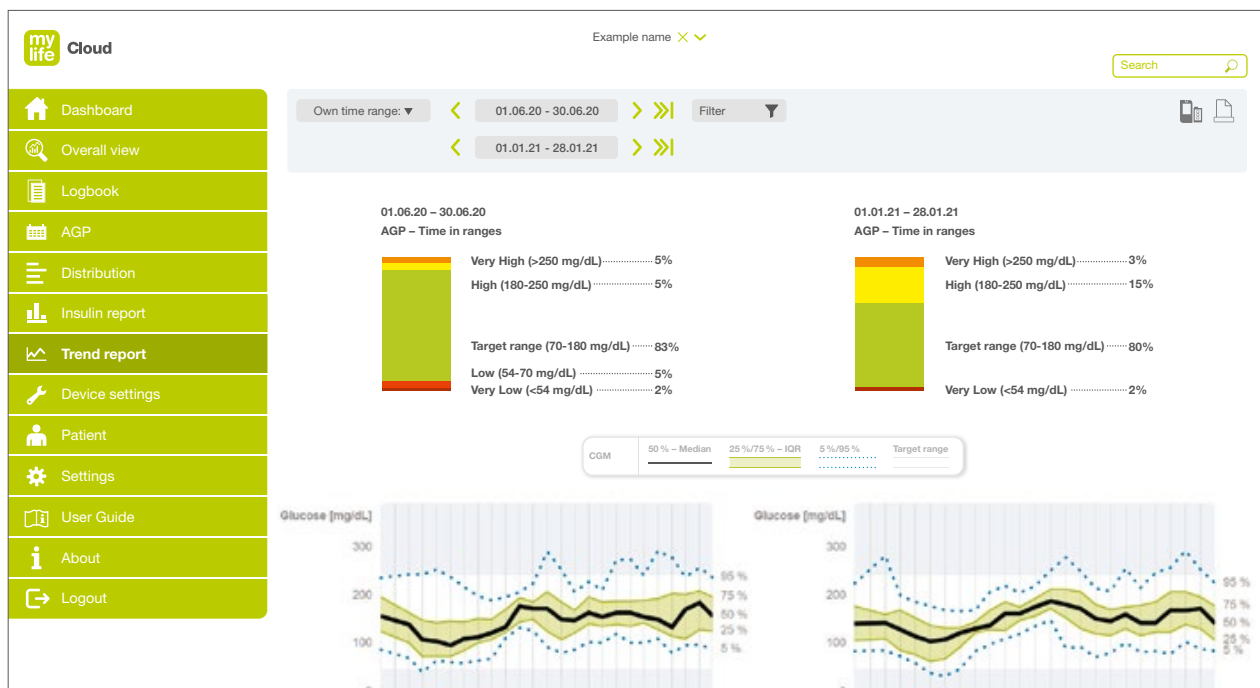 my
life
Cloud
Example name
Search
Dashboard
Overall view
Logbook
AGP
Distribution
Insulin report
Trend report
Device settings
Patient
Settings
User Guide
About
Logout
Own time range:
01.06.20 - 30.06.20
Filter
01.01.21 - 28.01.21
01.06.20 – 30.06.20
AGP – Time in ranges
Very High (>250 mg/dL) 5%
High (180-250 mg/dL) 5%
Target range (70-180 mg/dL) 83%
Low (54-70 mg/dL) 5%
Very Low (<54 mg/dL) 2%
01.01.21 – 28.01.21
AGP – Time in ranges
Very High (>250 mg/dL) 3%
High (180-250 mg/dL) 15%
Target range (70-180 mg/dL) 80%
Very Low (<54 mg/dL) 2%
CGM
50 % – Median
25 %/75 % – IQR
5 %/95 %
Target range
Glucose [mg/dL]
300
200
100
95 %
75 %
50 %
25 %
5 %
Glucose [mg/dL]
300
200
100
95 %
75 %
50 %
25 %
5 %